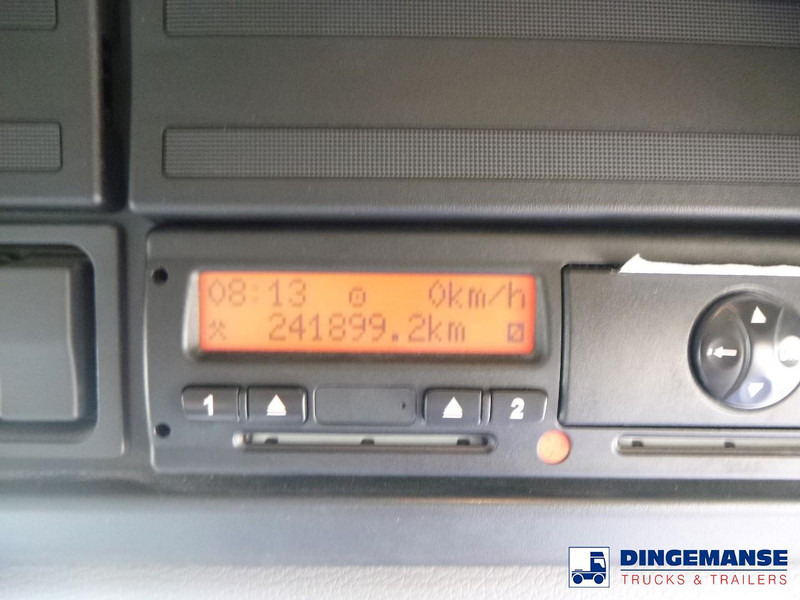 08:13 0km/h
241899.2km
1 2
DINGEMANSE
TRUCKS & TRAILERS